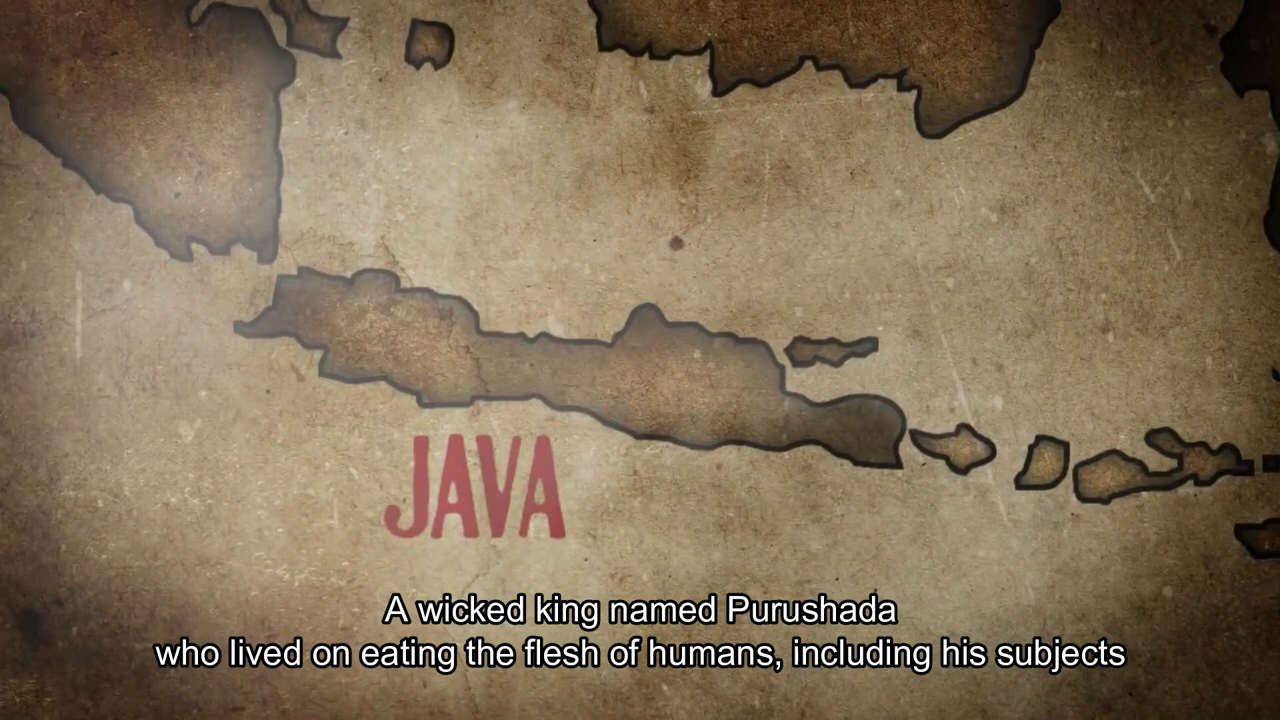 JAVA
A wicked king named Purushada
who lived on eating the flesh of humans, including his subjects